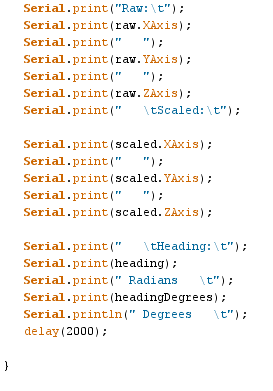 Serial.print("Raw:\t");
Serial.print(raw.XAxis);
Serial.print("   ");
Serial.print(raw.YAxis);
Serial.print("   ");
Serial.print(raw.ZAxis);
Serial.print("   \tScaled:\t");
Serial.print(scaled.XAxis);
Serial.print("   ");
Serial.print(scaled.YAxis);
Serial.print("   ");
Serial.print(scaled.ZAxis);
Serial.print("   \tHeading:\t");
Serial.print(heading);
Serial.print(" Radians   \t");
Serial.print(headingDegrees);
Serial.println(" Degrees   \t");
delay(2000);
}